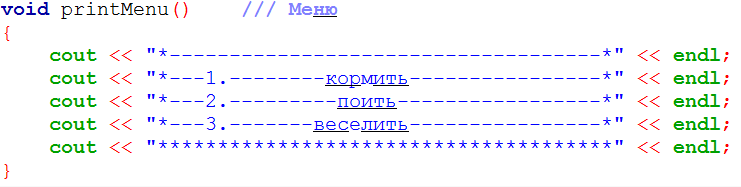 void printMenu()    /// Меню
{
    cout << "*------------------------------------*" << endl;
    cout << "*---1.--------кормить----------------*" << endl;
    cout << "*---2.---------поить-----------------*" << endl;
    cout << "*---3.-------веселить----------------*" << endl;
    cout << "**************************************" << endl;
}